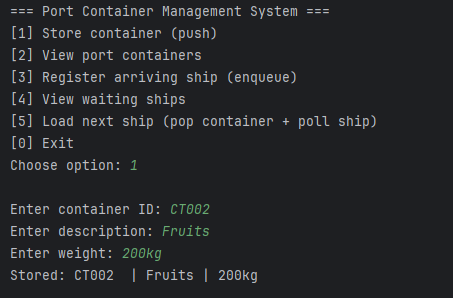 === Port Container Management System ===
[1] Store container (push)
[2] View port containers
[3] Register arriving ship (enqueue)
[4] View waiting ships
[5] Load next ship (pop container + poll ship)
[0] Exit
Choose option: 1
Enter container ID: CT002
Enter description: Fruits
Enter weight: 200kg
Stored: CT002  | Fruits | 200kg